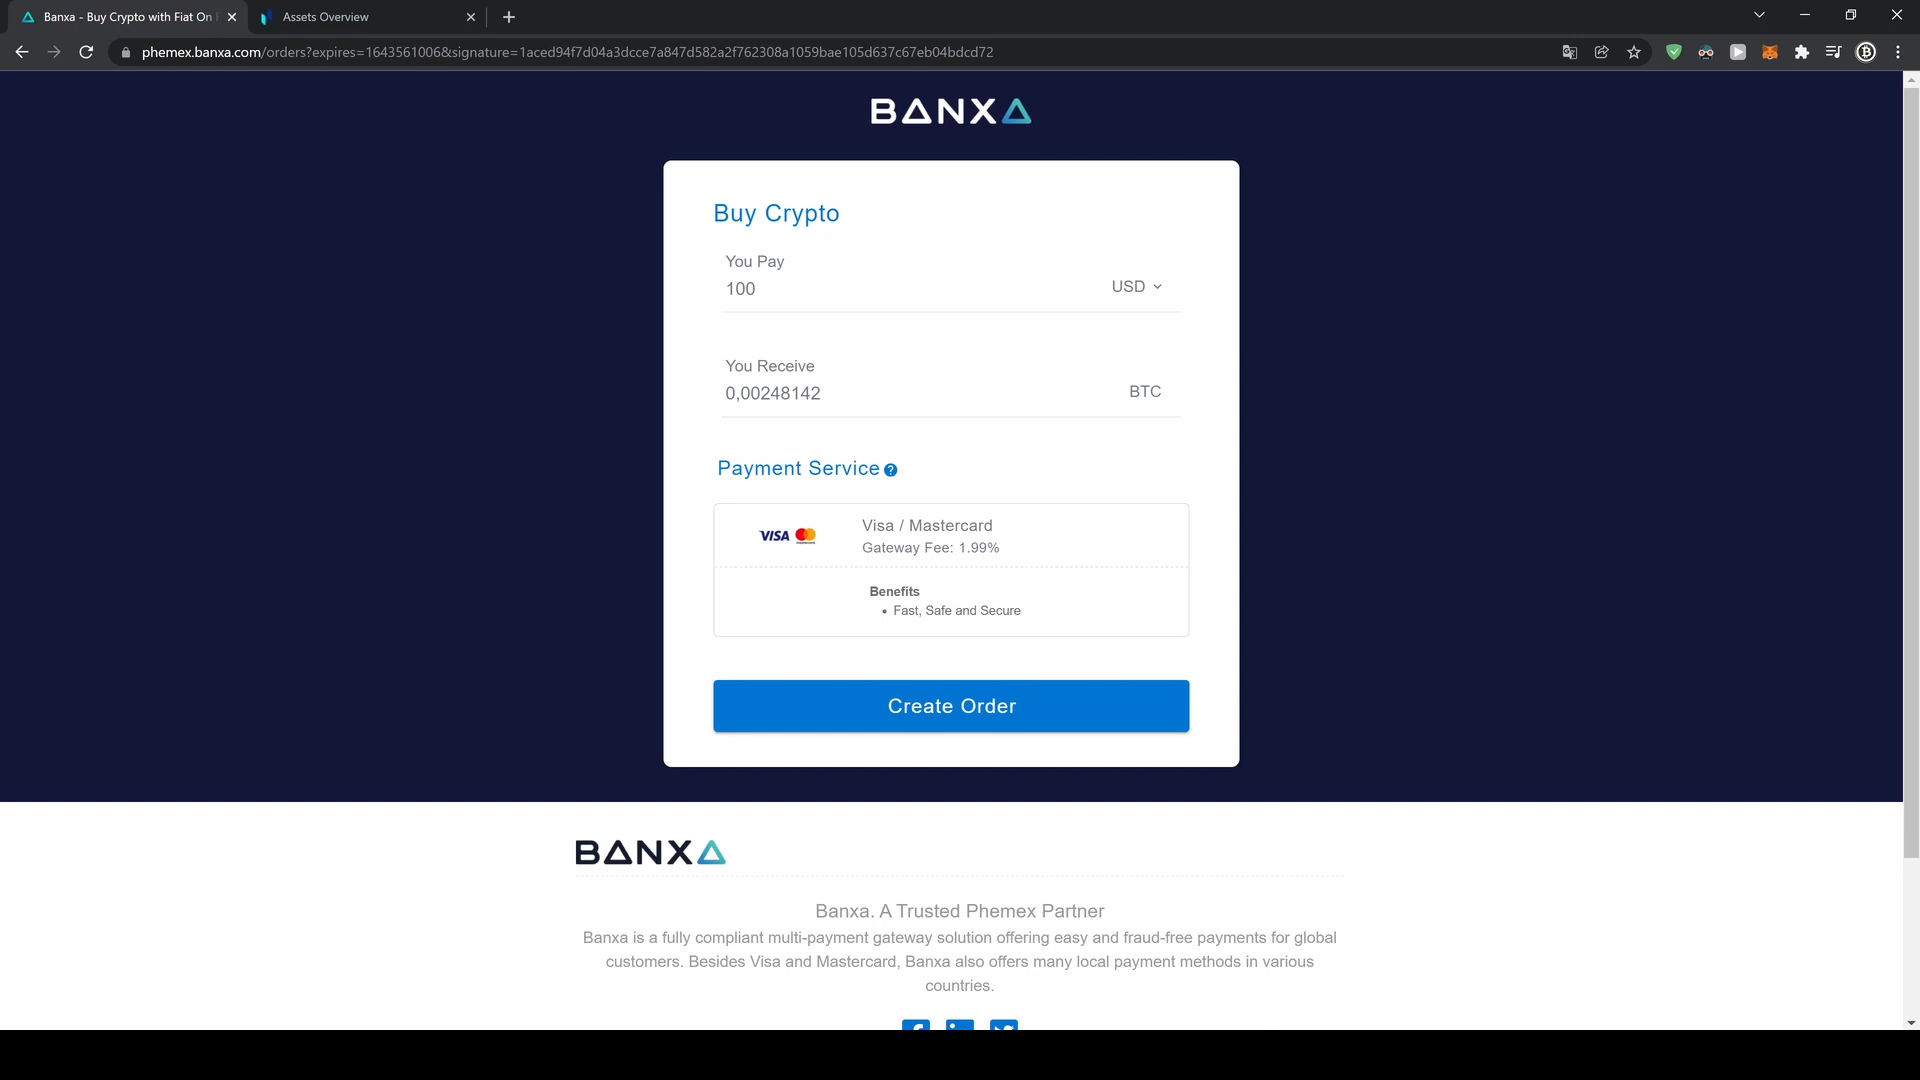 Banxa - Buy Crypto with Fiat On
Assets Overview
phemex.banxa.com/orders?expires=1643561006&signature=1aced94f7d04a3dcce7a847d582a2f762308a1059bae105d637c67eb04bdcd72
BANXA
Buy Crypto
You Pay
100
USD
You Receive
0,00248142
BTC
Payment Service ?
VISA
Visa / Mastercard
Gateway Fee: 1.99%
Benefits
• Fast, Safe and Secure
Create Order
BANXA
Banxa. A Trusted Phemex Partner
Banxa is a fully compliant multi-payment gateway solution offering easy and fraud-free payments for global
customers. Besides Visa and Mastercard, Banxa also offers many local payment methods in various
countries.